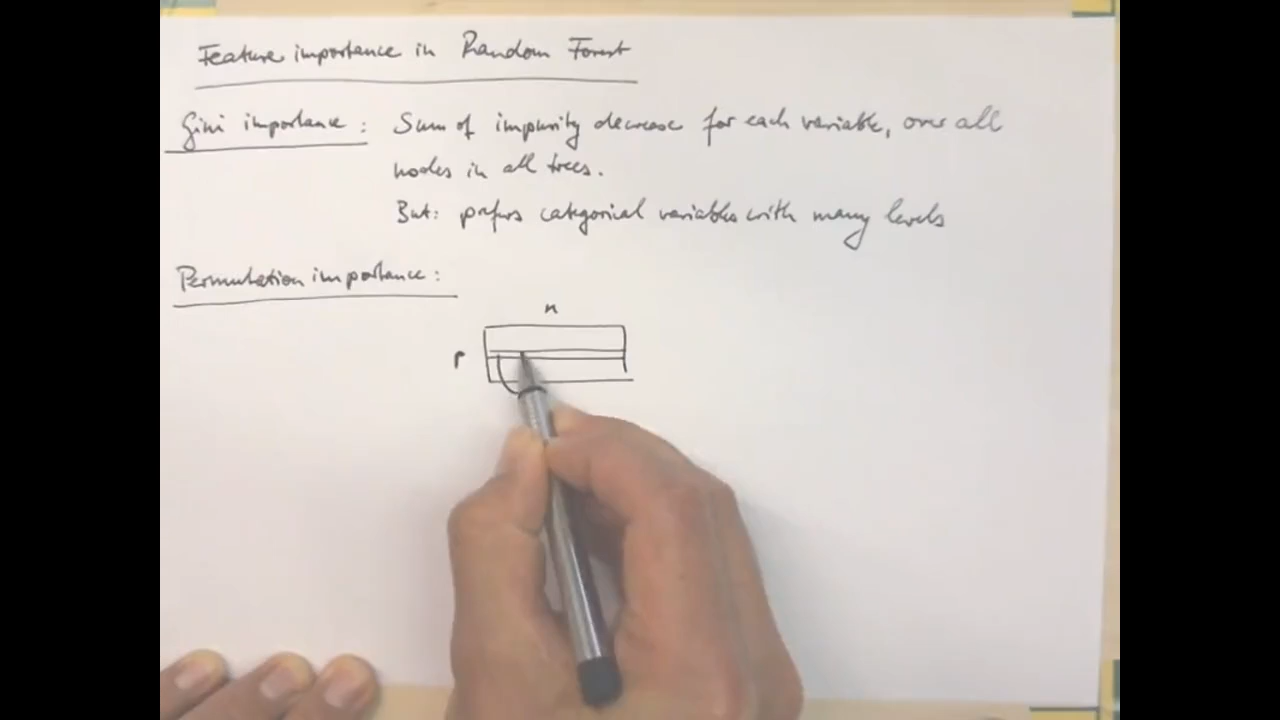 Feature importance in Random Forest
Gini importance: Sum of impurity decrease for each variable, over all
nodes in all trees.
But: prefers categorical variables with many levels
Permutation importance:
n
p